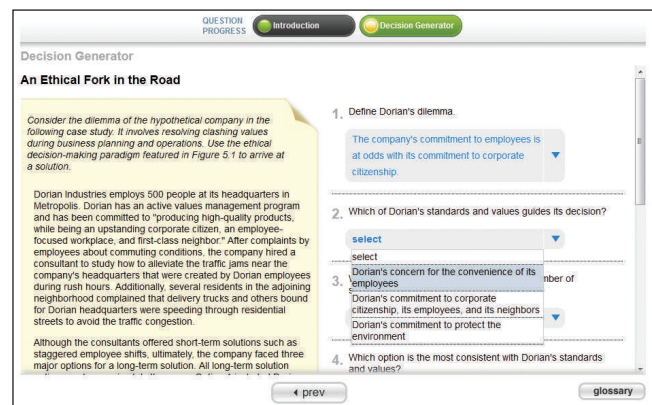 QUESTION
PROGRESS
Introduction
Decision Generator
Decision Generator
An Ethical Fork in the Road
Consider the dilemma of the hypothetical company in the
following case study. It involves resolving clashing values
during business planning and operations. Use the ethical
decision-making paradigm featured in Figure 5.1 to arrive at
a solution.
Dorian Industries employs 500 people at its headquarters in
Metropolis. Dorian has an active values management program
and has been committed to "producing high-quality products,
while being an upstanding corporate citizen, an employee-
focused workplace, and first-class neighbor." After complaints by
employees about commuting conditions, the company hired a
consultant to study how to alleviate the traffic jams near the
company's headquarters that were created by Dorian employees
during rush hours. Additionally, several residents in the adjoining
neighborhood complained that delivery trucks and others bound
for Dorian headquarters were speeding through residential
streets to avoid the traffic congestion.
Although the consultants offered short-term solutions such as
staggered employee shifts, ultimately, the company faced three
major options for a long-term solution. All long-term solution
1. Define Dorian's dilemma.
The company's commitment to employees is
at odds with its commitment to corporate
citizenship.
2. Which of Dorian's standards and values guides its decision?
select
select
Dorian's concern for the convenience of its
employees
Dorian's commitment to corporate
citizenship, its employees, and its neighbors
Dorian's commitment to protect the
environment
3.
of
4. Which option is the most consistent with Dorian's standards
and values?
prev
glossary